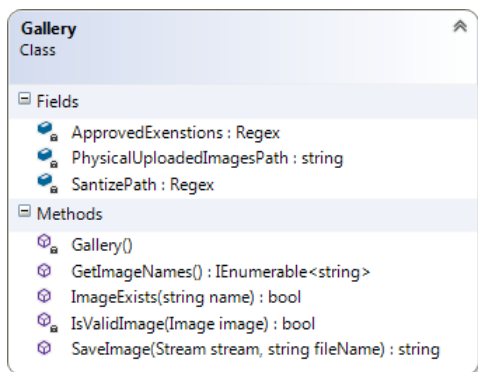 Gallery
Class
Fields
ApprovedExenstions : Regex
PhysicalUploadedImagesPath : string
SantizePath : Regex
Methods
Gallery()
GetImageNames() : IEnumerable<string>
ImageExists(string name) : bool
IsValidImage(Image image) : bool
SaveImage(Stream stream, string fileName) : string